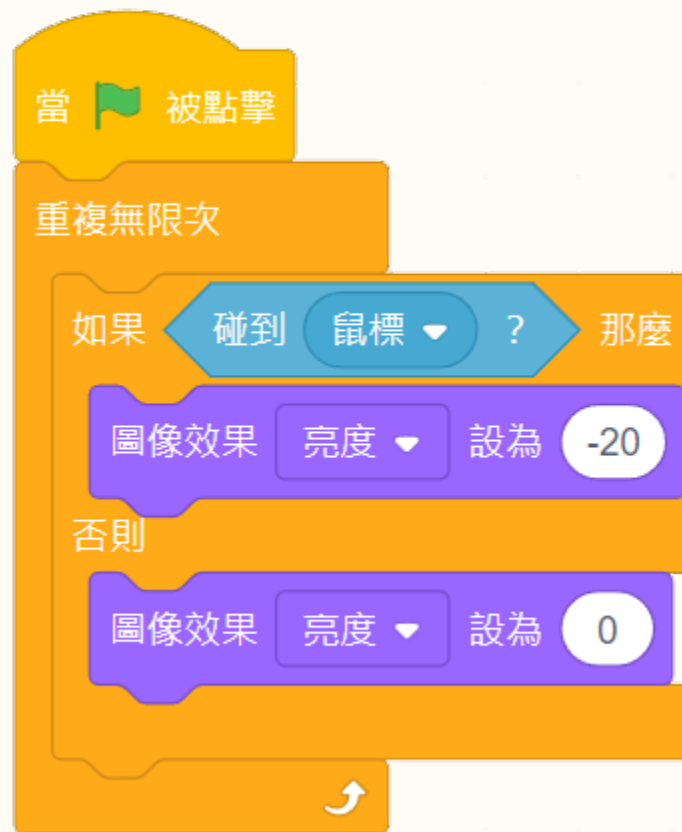 當 被點擊
重複無限次
如果 碰到 鼠標 ? 那麼
圖像效果 亮度 設為 -20
否則
圖像效果 亮度 設為 0